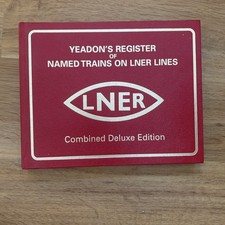 YEADON'S REGISTER
OF
NAMED TRAINS ON LNER LINES
LNER
Combined Deluxe Edition